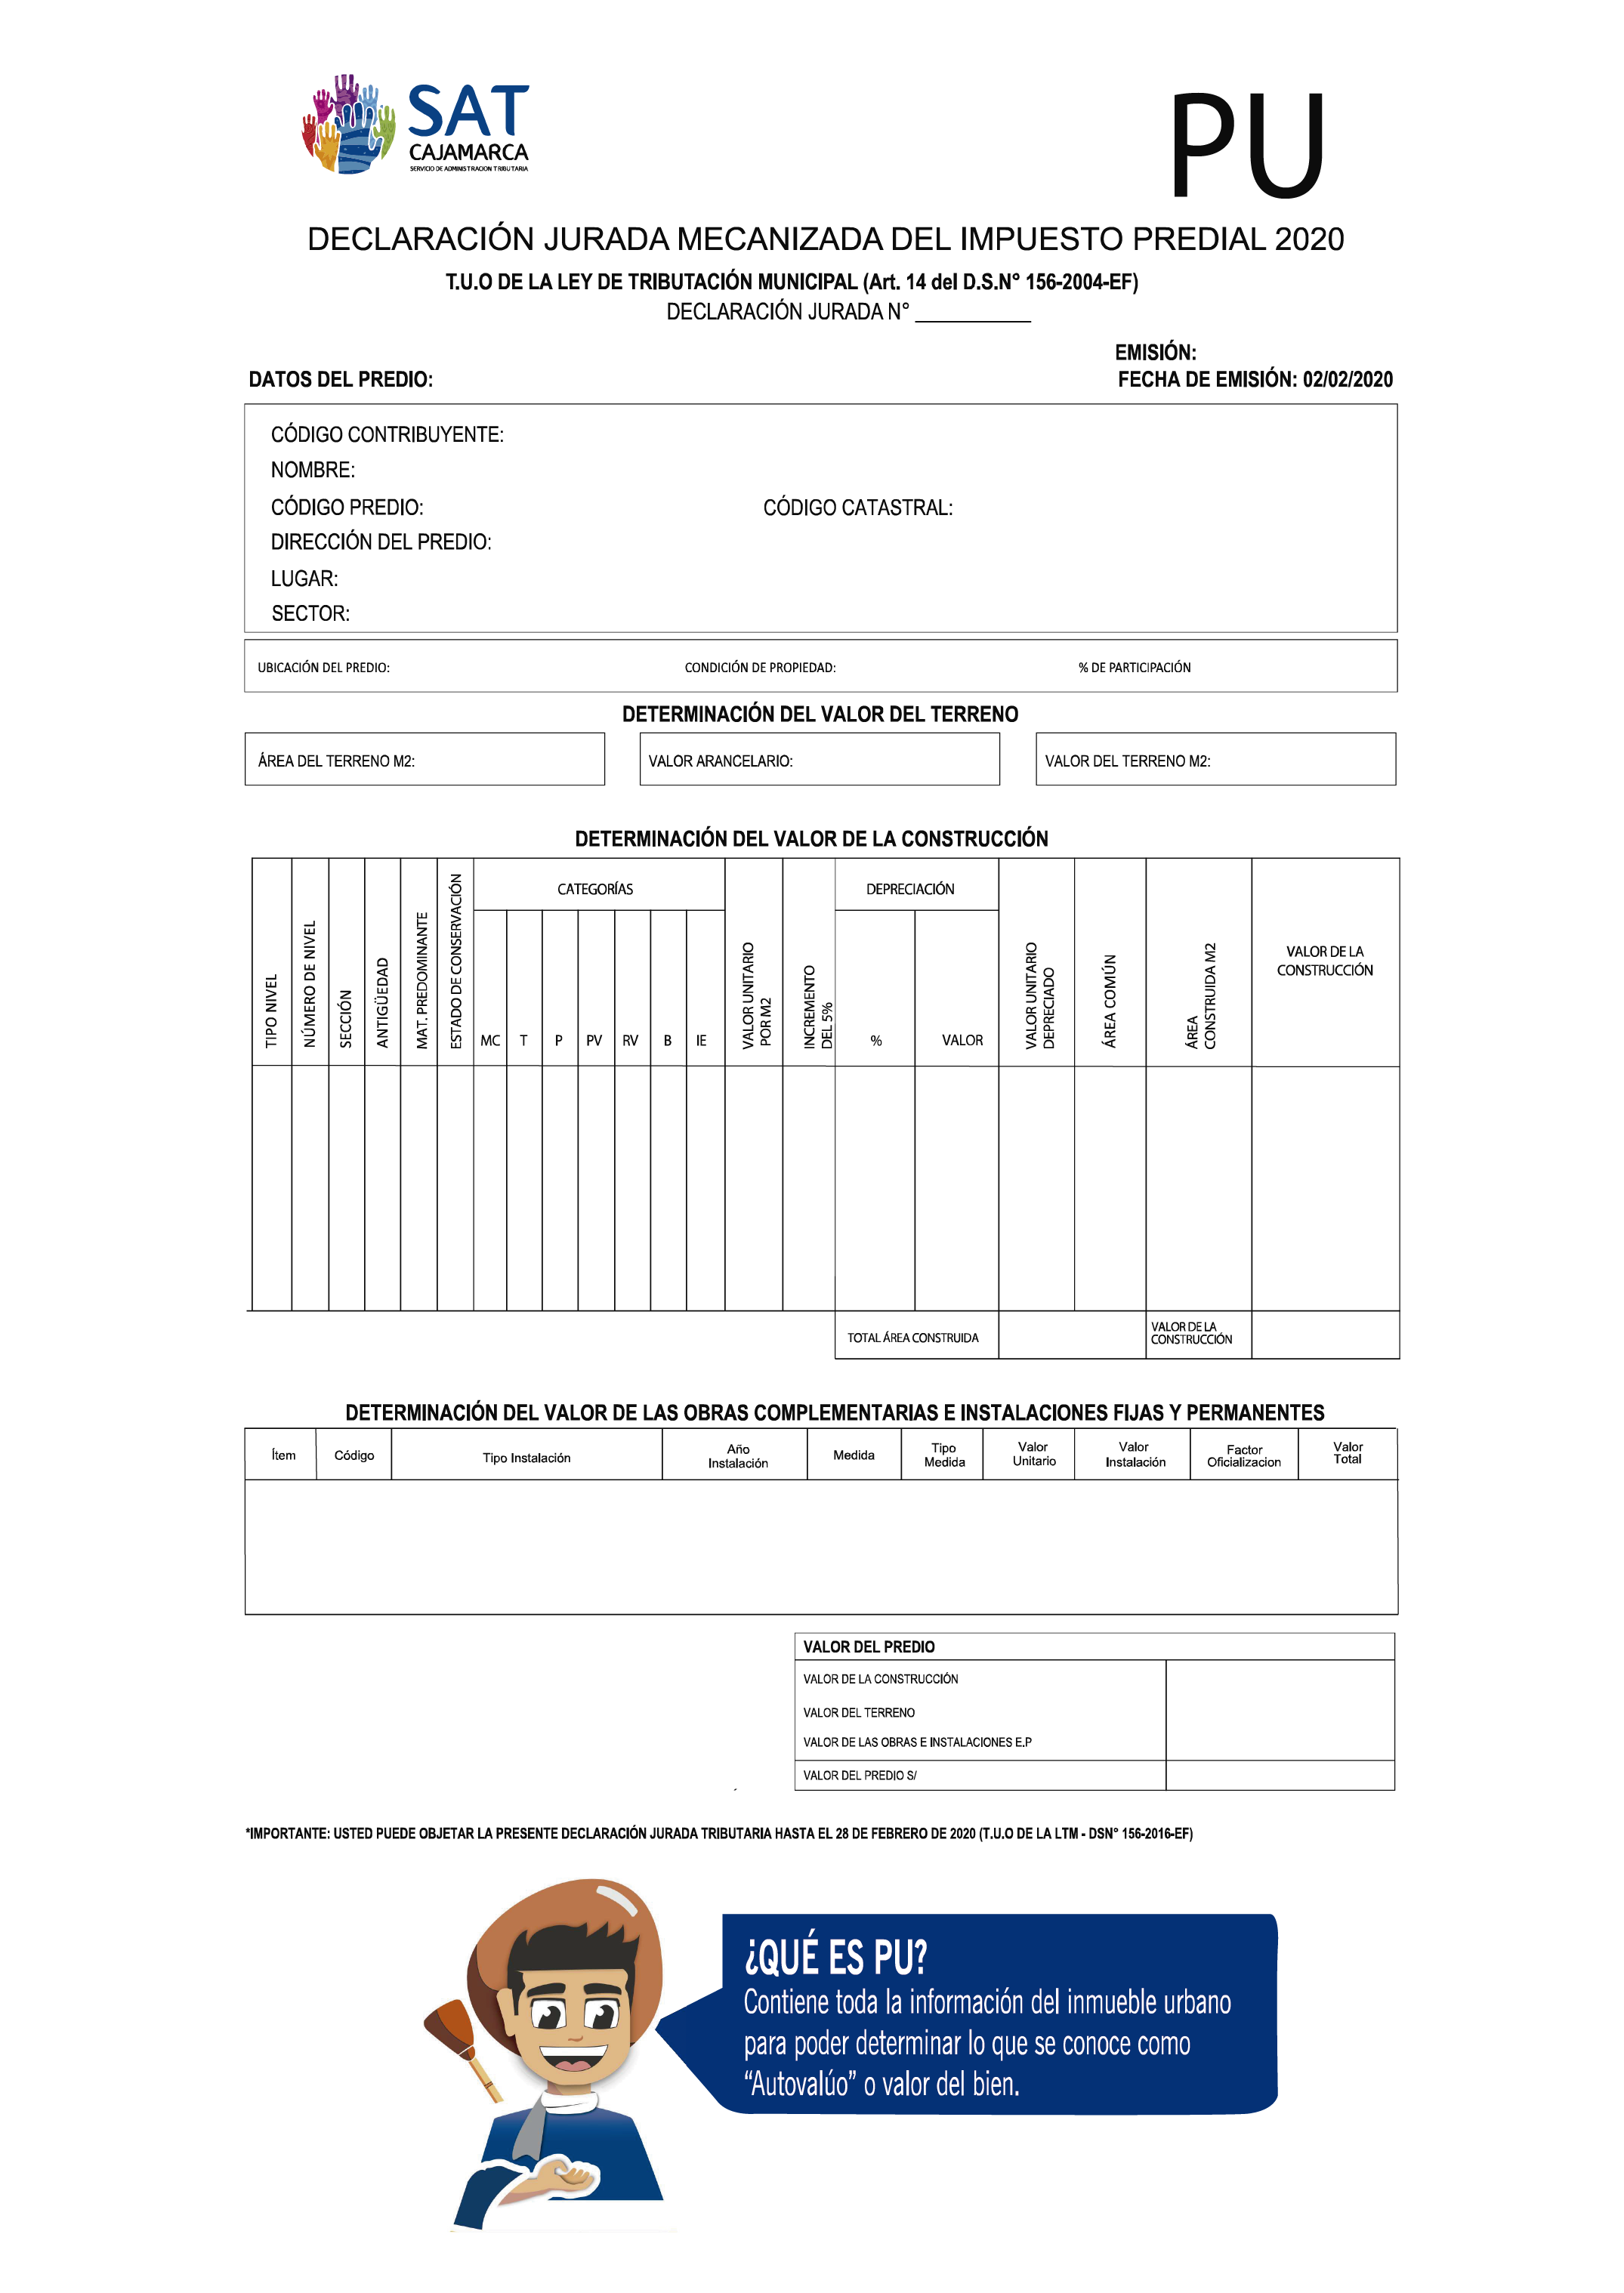 SAT
CAJAMARCA
SERVICIO DE ADMINISTRACION TRIBUTARIA
PU
DECLARACIÓN JURADA MECANIZADA DEL IMPUESTO PREDIAL 2020
T.U.O DE LA LEY DE TRIBUTACIÓN MUNICIPAL (Art. 14 del D.S.N° 156-2004-EF)
DECLARACIÓN JURADA N° ___________
EMISIÓN:
DATOS DEL PREDIO: FECHA DE EMISIÓN: 02/02/2020
CÓDIGO CONTRIBUYENTE:
NOMBRE:
CÓDIGO PREDIO: CÓDIGO CATASTRAL:
DIRECCIÓN DEL PREDIO:
LUGAR:
SECTOR:
UBICACIÓN DEL PREDIO: CONDICIÓN DE PROPIEDAD: % DE PARTICIPACIÓN
DETERMINACIÓN DEL VALOR DEL TERRENO
ÁREA DEL TERRENO M2: VALOR ARANCELARIO: VALOR DEL TERRENO M2:
DETERMINACIÓN DEL VALOR DE LA CONSTRUCCIÓN
TIPO NIVEL
NÚMERO DE NIVEL
SECCIÓN
ANTIGÜEDAD
MAT. PREDOMINANTE
ESTADO DE CONSERVACIÓN
CATEGORÍAS
MC T P PV RV B IE
VALOR UNITARIO
POR M2
INCREMENTO
DEL 5%
DEPRECIACIÓN
% VALOR
VALOR UNITARIO
DEPRECIADO
ÁREA COMÚN
ÁREA
CONSTRUIDA M2
VALOR DE LA
CONSTRUCCIÓN
TOTAL ÁREA CONSTRUIDA
VALOR DE LA
CONSTRUCCIÓN
DETERMINACIÓN DEL VALOR DE LAS OBRAS COMPLEMENTARIAS E INSTALACIONES FIJAS Y PERMANENTES
Ítem
Código
Tipo Instalación
Año
Instalación
Medida
Tipo
Medida
Valor
Unitario
Valor
Instalación
Factor
Oficializacion
Valor
Total
VALOR DEL PREDIO
VALOR DE LA CONSTRUCCIÓN
VALOR DEL TERRENO
VALOR DE LAS OBRAS E INSTALACIONES E.P
VALOR DEL PREDIO S/
*IMPORTANTE: USTED PUEDE OBJETAR LA PRESENTE DECLARACIÓN JURADA TRIBUTARIA HASTA EL 28 DE FEBRERO DE 2020 (T.U.O DE LA LTM - DSN° 156-2016-EF)
¿QUÉ ES PU?
Contiene toda la información del inmueble urbano
para poder determinar lo que se conoce como
“Autovalúo” o valor del bien.